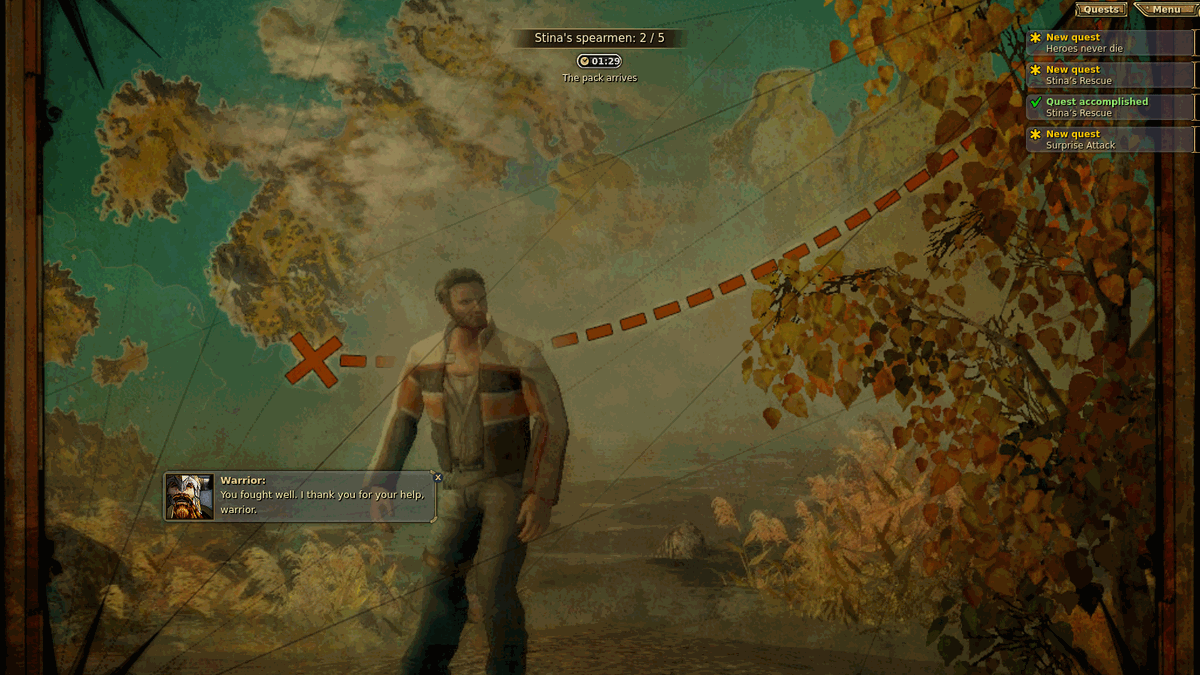 Quests
Menu
Stina's spearmen: 2 / 5
01:29
The pack arrives
New quest
Heroes never die
New quest
Stina's Rescue
Quest accomplished
Stina's Rescue
New quest
Surprise Attack
Warrior:
You fought well. I thank you for your help,
warrior.